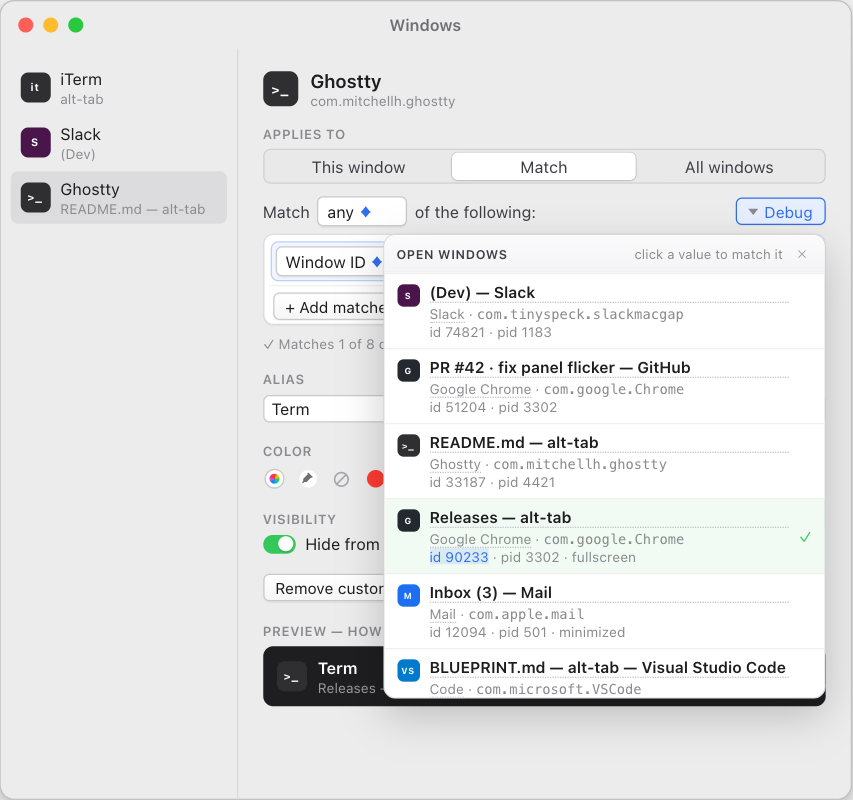 Windows
it
iTerm
alt-tab
S
Slack
(Dev)
>_
Ghostty
README.md — alt-tab
>_
Ghostty
com.mitchellh.ghostty
APPLIES TO
This window
Match
All windows
Match
any
of the following:
Debug
Window ID
+ Add matche
✓ Matches 1 of 8
ALIAS
Term
COLOR
VISIBILITY
Hide from
Remove custor
PREVIEW — HOW
>_
Term
Releases
OPEN WINDOWS
click a value to match it ×
S
(Dev) — Slack
Slack · com.tinyspeck.slackmacgap
id 74821 · pid 1183
G
PR #42 · fix panel flicker — GitHub
Google Chrome · com.google.Chrome
id 51204 · pid 3302
>_
README.md — alt-tab
Ghostty · com.mitchellh.ghostty
id 33187 · pid 4421
G
Releases — alt-tab
Google Chrome · com.google.Chrome
id 90233 · pid 3302 · fullscreen
✓
M
Inbox (3) — Mail
Mail · com.apple.mail
id 12094 · pid 501 · minimized
VS
BLUEPRINT.md — alt-tab — Visual Studio Code
Code · com.microsoft.VSCode